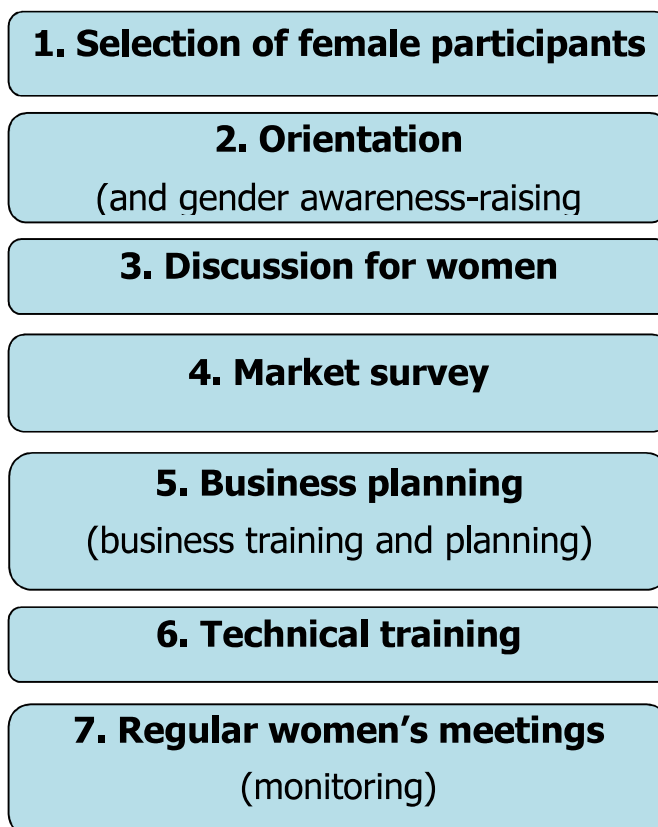 1. Selection of female participants
2. Orientation
(and gender awareness-raising
3. Discussion for women
4. Market survey
5. Business planning
(business training and planning)
6. Technical training
7. Regular women’s meetings
(monitoring)